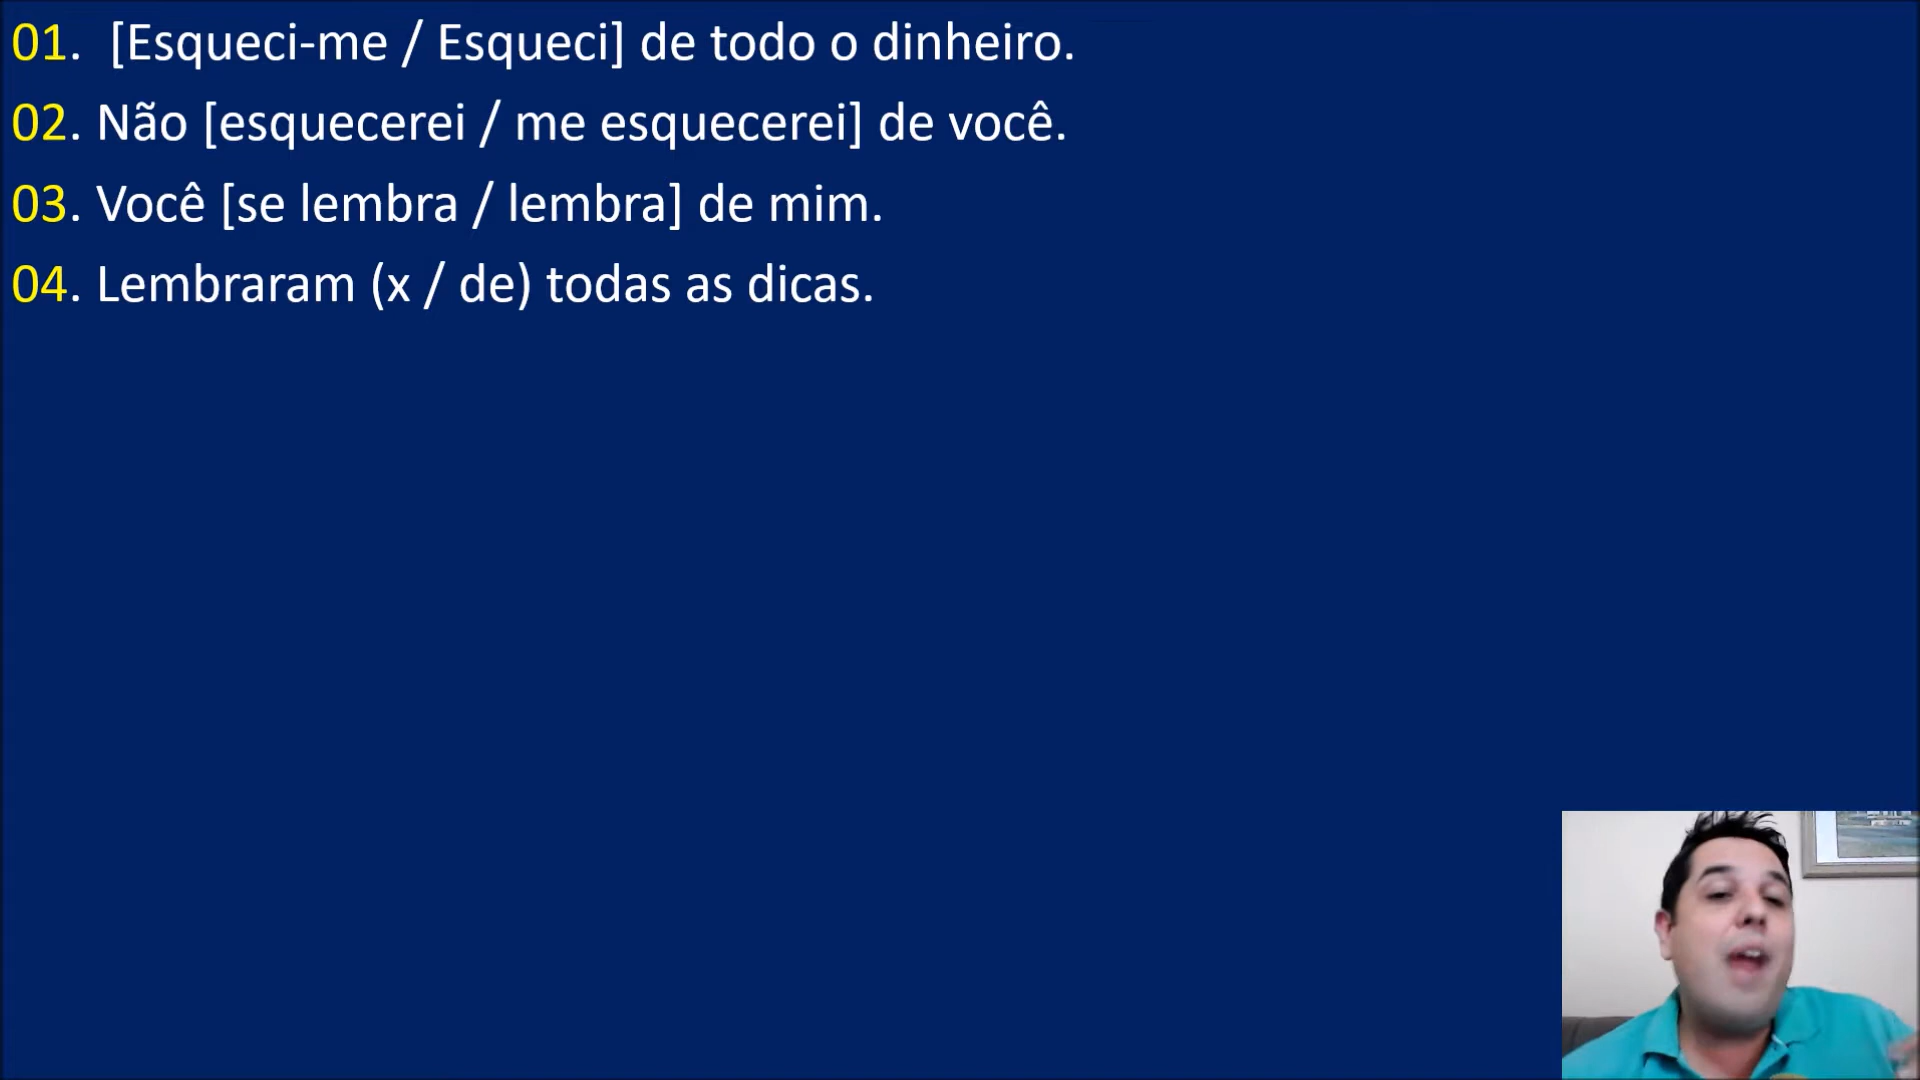 01. [Esqueci-me / Esqueci] de todo o dinheiro.
02. Não [esquecerei / me esquecerei] de você.
03. Você [se lembra / lembra] de mim.
04. Lembraram (x / de) todas as dicas.